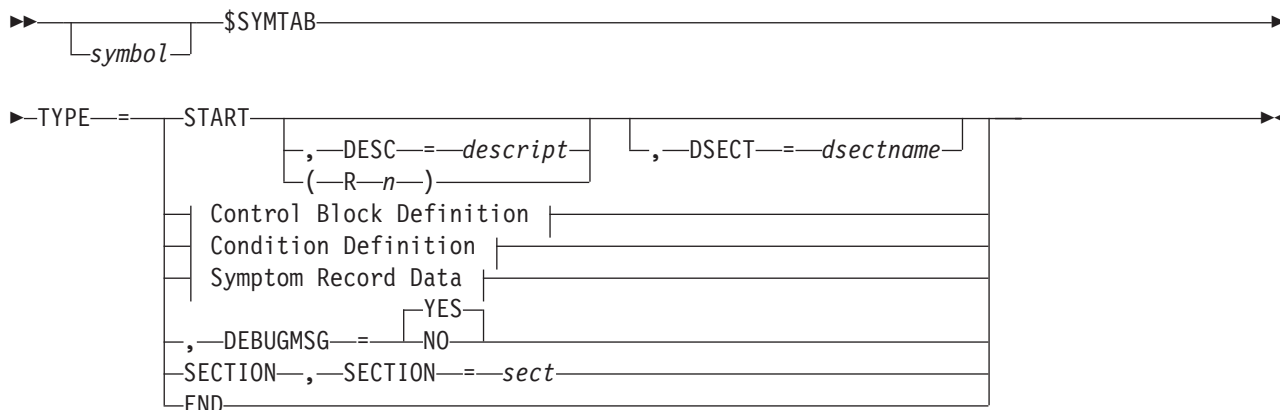 $SYMTAB
symbol
TYPE = START
, DESC = descript
, DSECT = dsectname
( R n )
Control Block Definition
Condition Definition
Symptom Record Data
YES
, DEBUGMSG = NO
SECTION , SECTION = sect
END